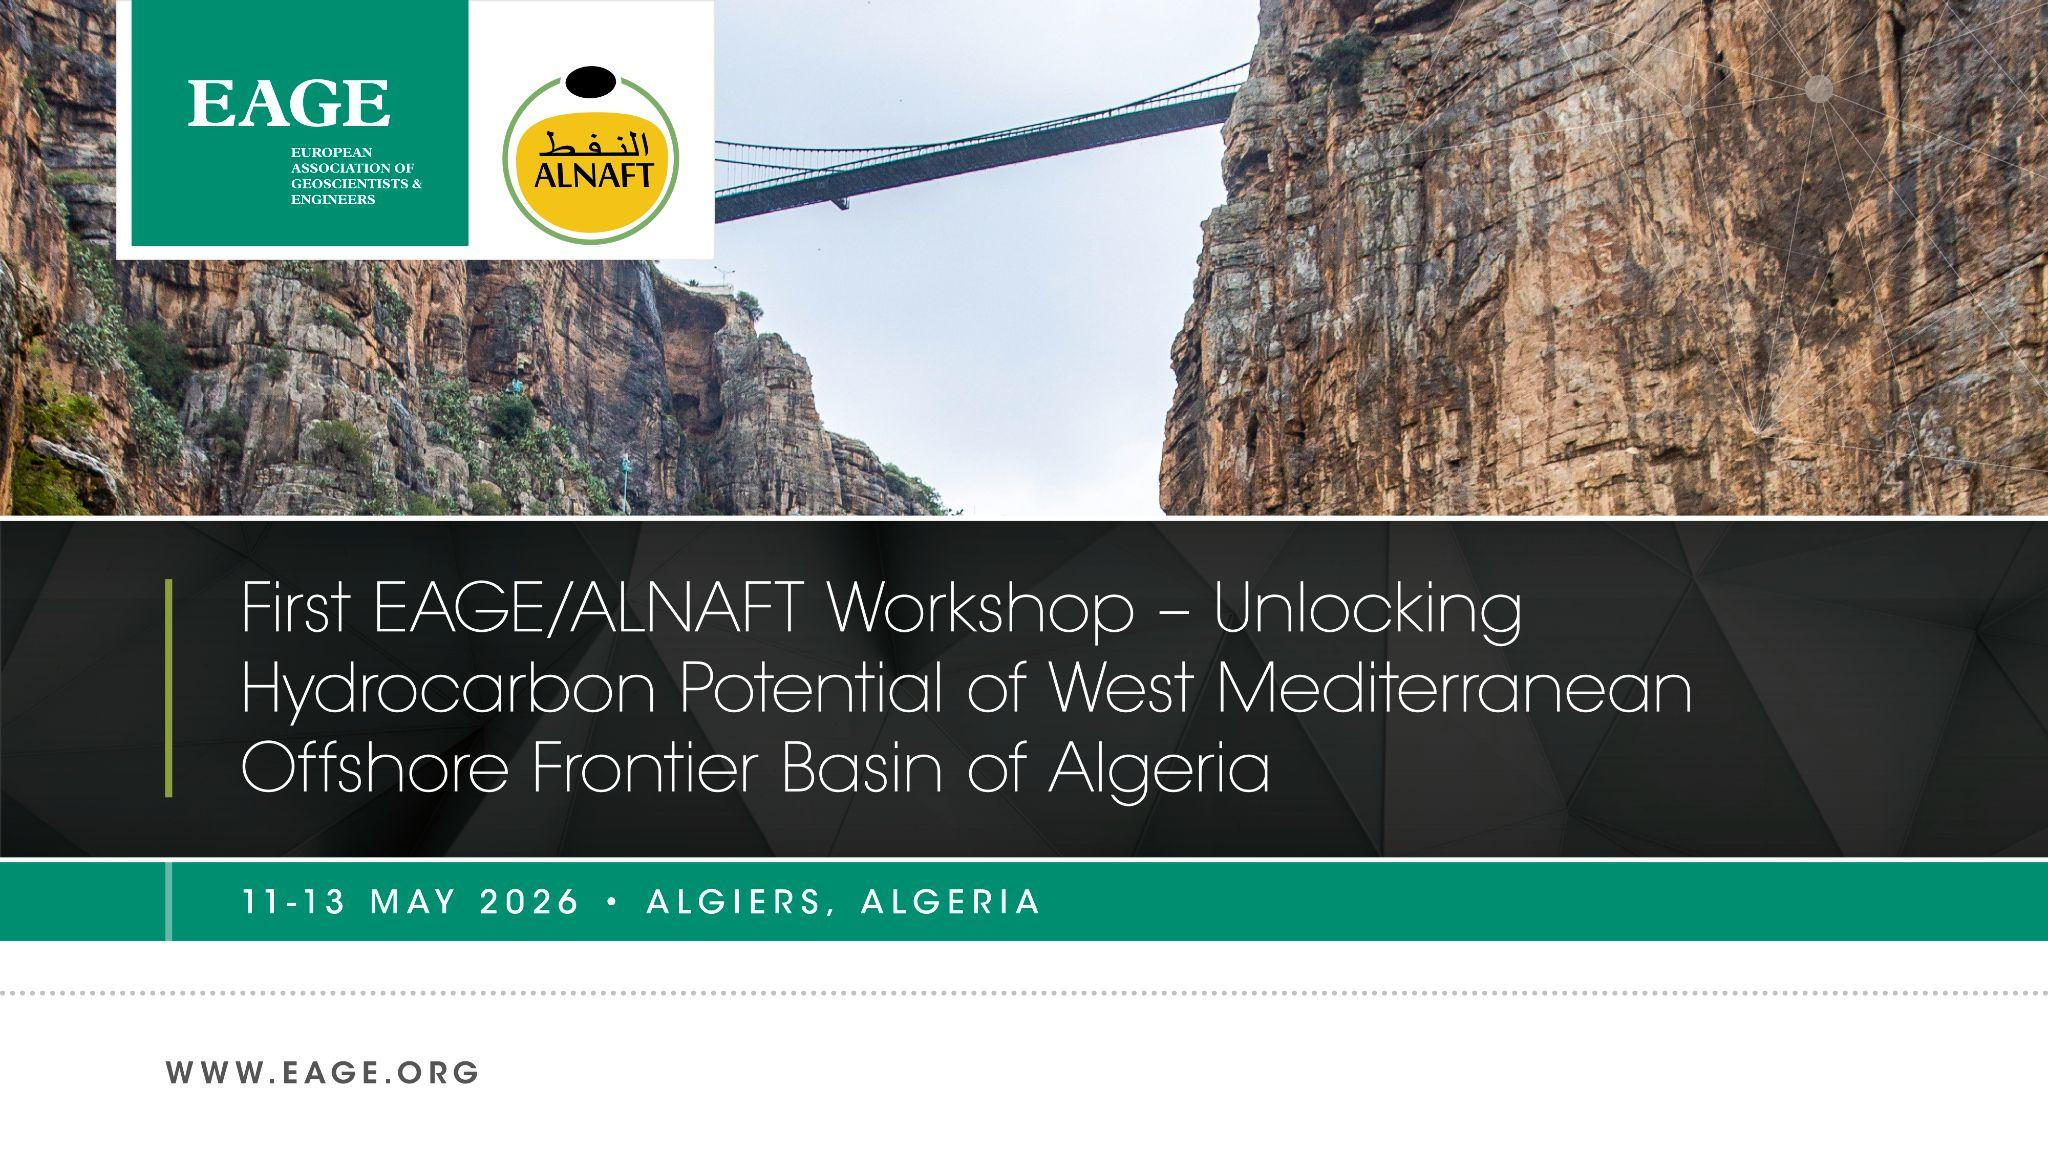 EAGE
EUROPEAN
ASSOCIATION OF
GEOSCIENTISTS &
ENGINEERS
النفط
ALNAFT
First EAGE/ALNAFT Workshop – Unlocking
Hydrocarbon Potential of West Mediterranean
Offshore Frontier Basin of Algeria
11-13 MAY 2026 • ALGIERS, ALGERIA
WWW.EAGE.ORG